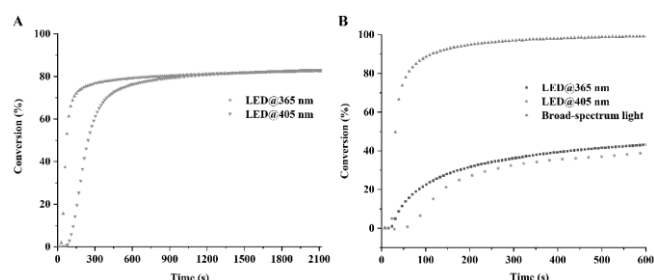 A
100
80
60
40
20
0
Conversion (%)
LED@365 nm
LED@405 nm
0 300 600 900 1200 1500 1800 2100
Time (s)
B
100
80
60
40
20
0
Conversion (%)
LED@365 nm
LED@405 nm
Broad-spectrum light
0 100 200 300 400 500 600
Time (s)